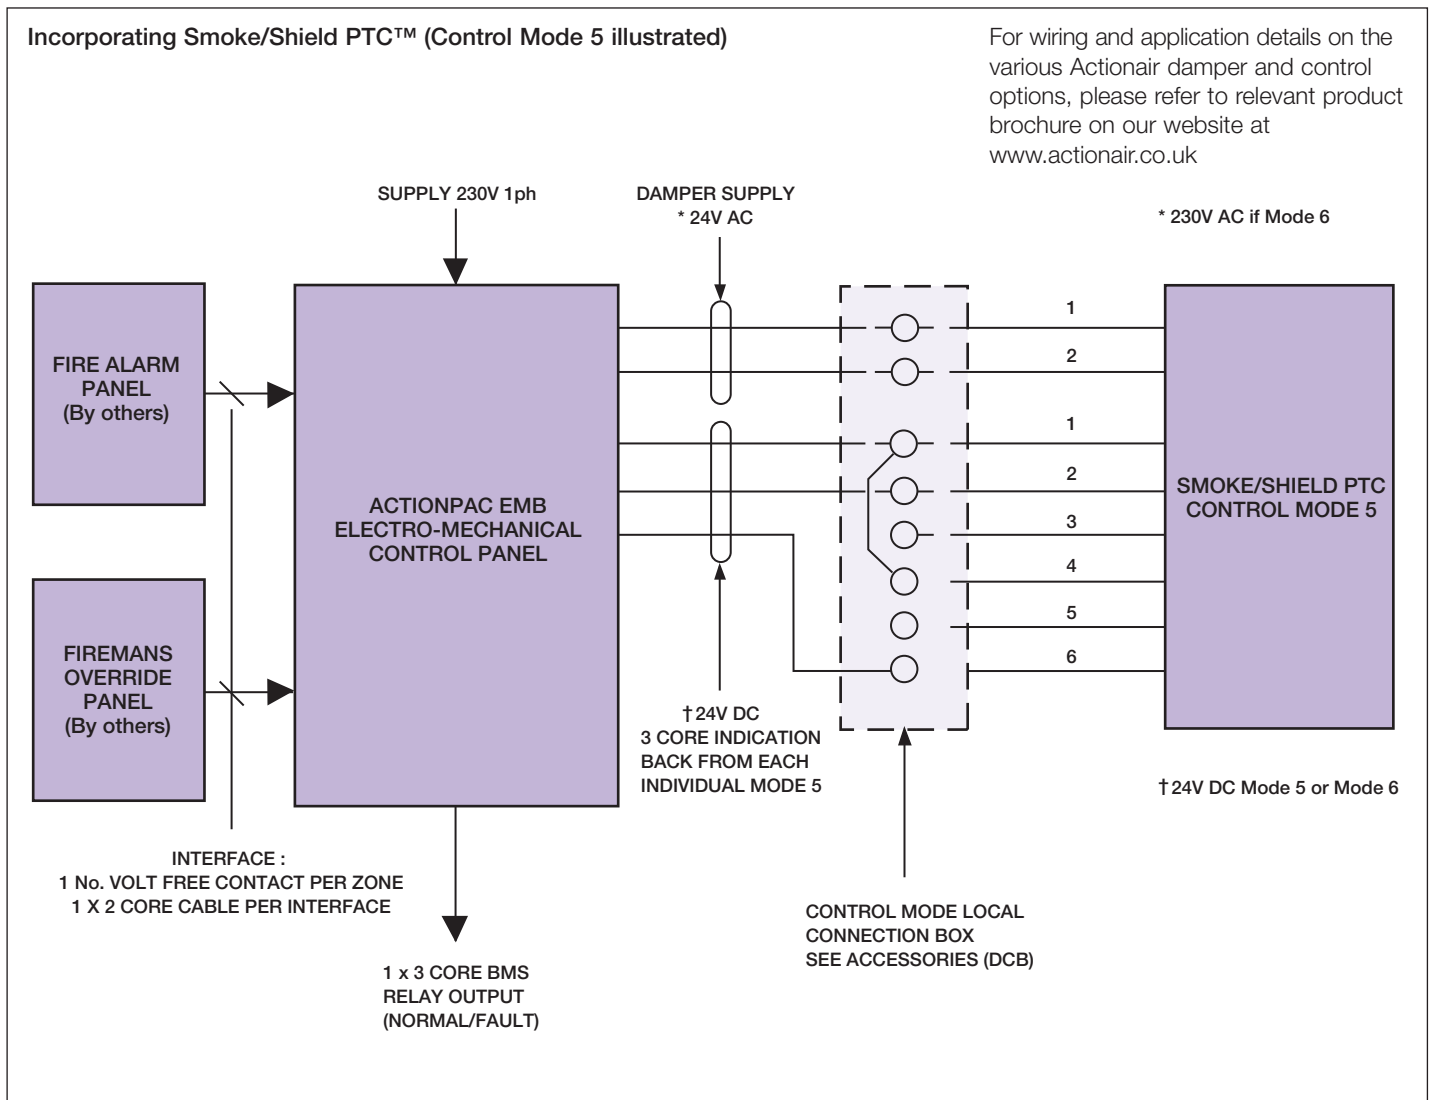 Incorporating Smoke/Shield PTC™ (Control Mode 5 illustrated)
For wiring and application details on the
various Actionair damper and control
options, please refer to relevant product
brochure on our website at
www.actionair.co.uk
SUPPLY 230V 1ph
DAMPER SUPPLY
* 24V AC
* 230V AC if Mode 6
FIRE ALARM
PANEL
(By others)
FIREMANS
OVERRIDE
PANEL
(By others)
ACTIONPAC EMB
ELECTRO-MECHANICAL
CONTROL PANEL
1
2
1
2
3
4
5
6
SMOKE/SHIELD PTC
CONTROL MODE 5
†24V DC
3 CORE INDICATION
BACK FROM EACH
INDIVIDUAL MODE 5
†24V DC Mode 5 or Mode 6
INTERFACE :
1 No. VOLT FREE CONTACT PER ZONE
1 X 2 CORE CABLE PER INTERFACE
CONTROL MODE LOCAL
CONNECTION BOX
SEE ACCESSORIES (DCB)
1 x 3 CORE BMS
RELAY OUTPUT
(NORMAL/FAULT)